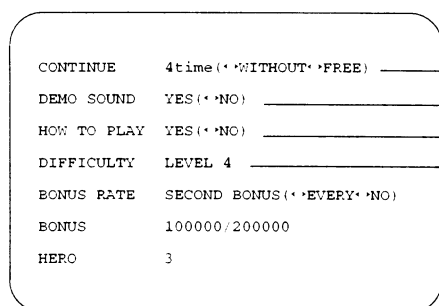 CONTINUE 4time(↔WITHOUT↔FREE)
DEMO SOUND YES(↔NO)
HOW TO PLAY YES(↔NO)
DIFFICULTY LEVEL 4
BONUS RATE SECOND BONUS(↔EVERY↔NO)
BONUS 100000/200000
HERO 3